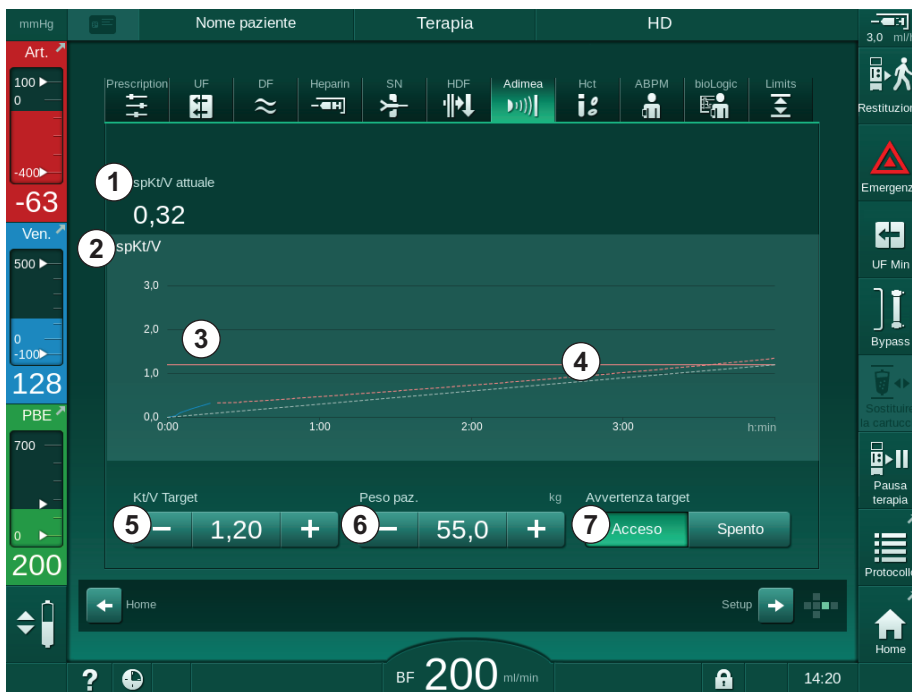 mmHg
Nome paziente
Terapia
HD
3,0 ml/h
Art.
100
0
-400
-63
Ven.
500
0
-100
128
PBE
700
0
200
Prescription
UF
DF
Heparin
SN
HDF
Adimea
Hct
ABPM
bioLogic
Limits
1
spKt/V attuale
0,32
2
spKt/V
3,0
2,0
1,0
0,0
3
4
0:00
1:00
2:00
3:00
h:min
Kt/V Target
5
1,20
Peso paz.
kg
6
55,0
Avvertenza target
7
Acceso
Spento
Home
Setup
Restituzion
Emergenz
UF Min
Bypass
Sostituire
la cartucc
Pausa
terapia
Protocoll
Home
?
BF 200 ml/min
14:20